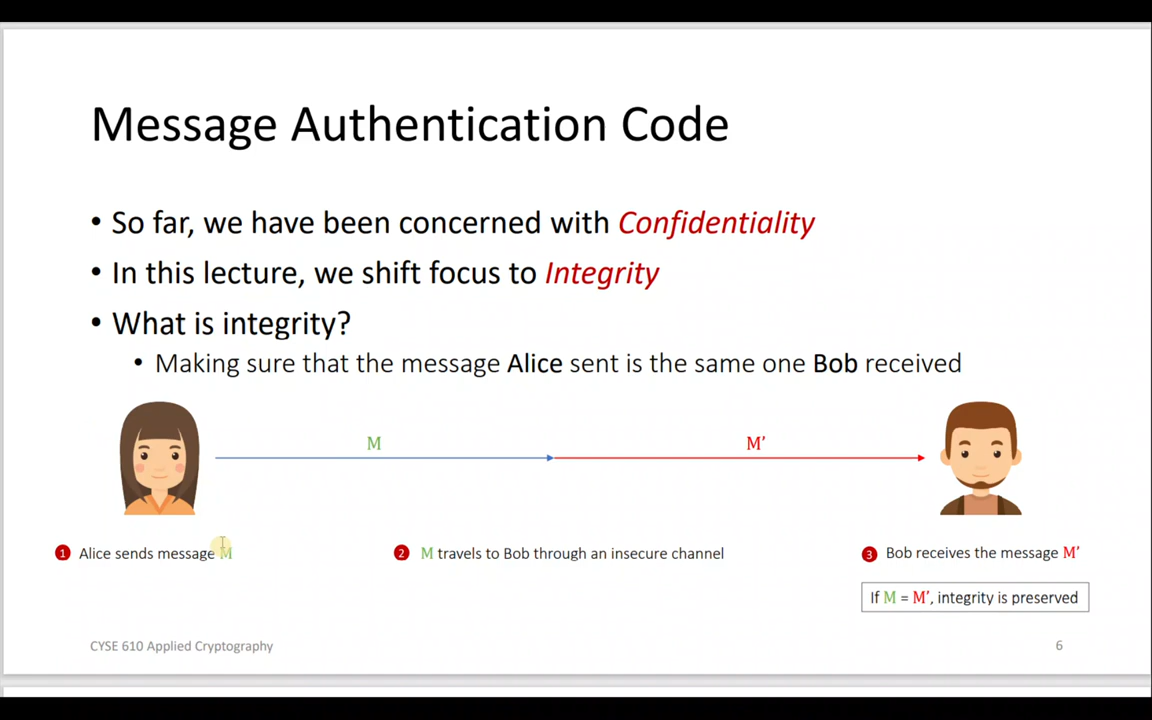 Message Authentication Code
• So far, we have been concerned with Confidentiality
• In this lecture, we shift focus to Integrity
• What is integrity?
• Making sure that the message Alice sent is the same one Bob received
M
M’
1 Alice sends message M
2 M travels to Bob through an insecure channel
3 Bob receives the message M’
If M = M’, integrity is preserved
CYSE 610 Applied Cryptography
6